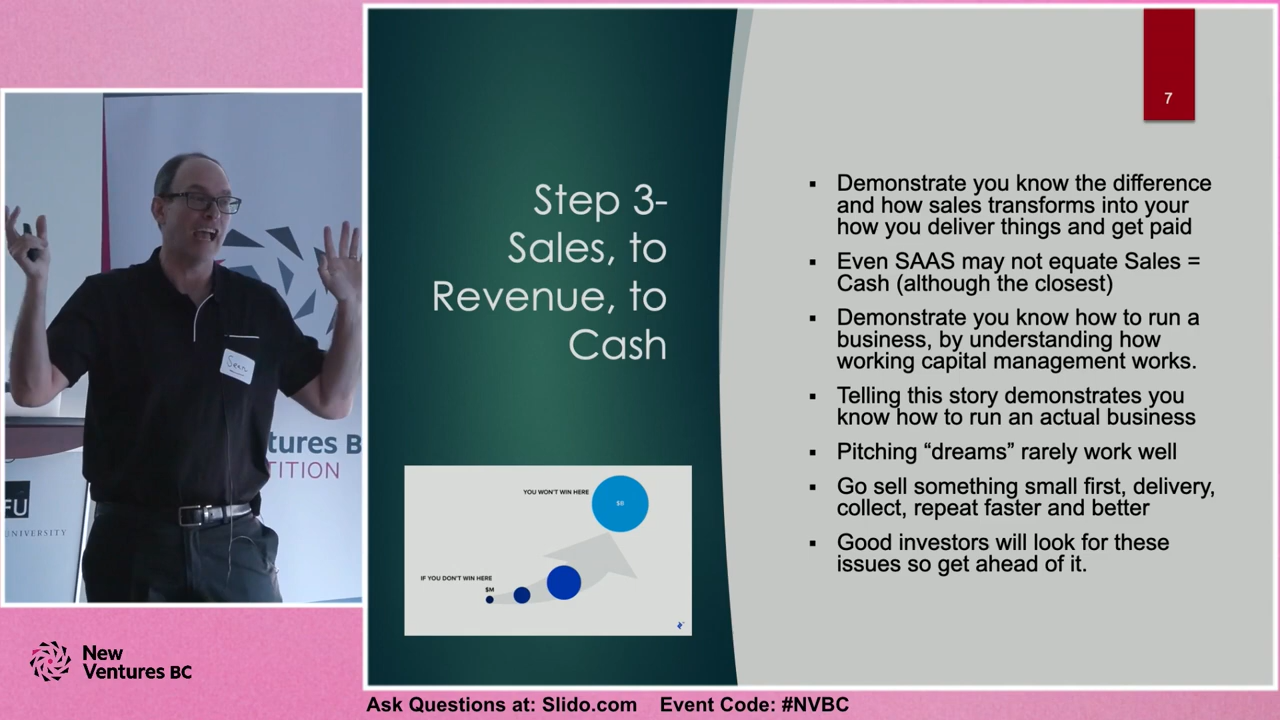 7
Step 3-
Sales, to
Revenue, to
Cash
Demonstrate you know the difference
and how sales transforms into your
how you deliver things and get paid
Even SAAS may not equate Sales =
Cash (although the closest)
Demonstrate you know how to run a
business, by understanding how
working capital management works.
Telling this story demonstrates you
know how to run an actual business
Pitching “dreams” rarely work well
Go sell something small first, delivery,
collect, repeat faster and better
Good investors will look for these
issues so get ahead of it.
YOU WON'T WIN HERE
$B
IF YOU DON'T WIN HERE
$M
Sean
tures B
TITION
FU
UNIVERSITY
New
Ventures BC
Ask Questions at: Slido.com Event Code: #NVBC